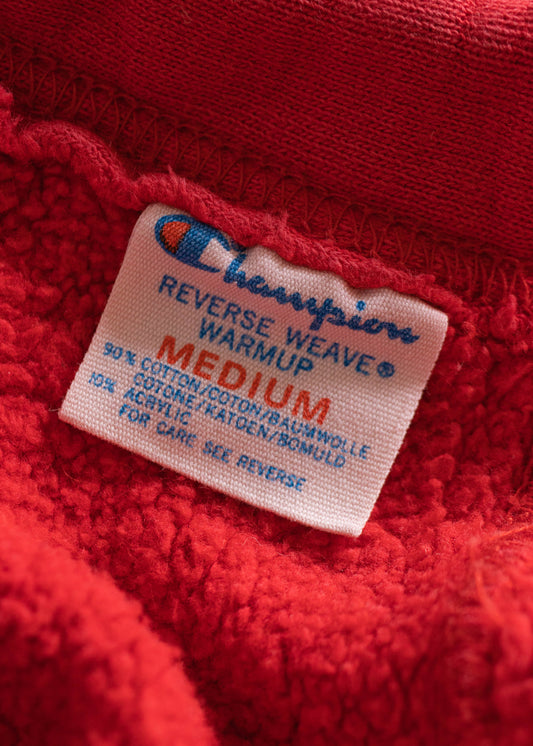 Champion
REVERSE WEAVE®
WARMUP
MEDIUM
90% COTTON/COTON/BAUMWOLLE
COTONE/KATOEN/BOMULD
10% ACRYLIC
FOR CARE SEE REVERSE